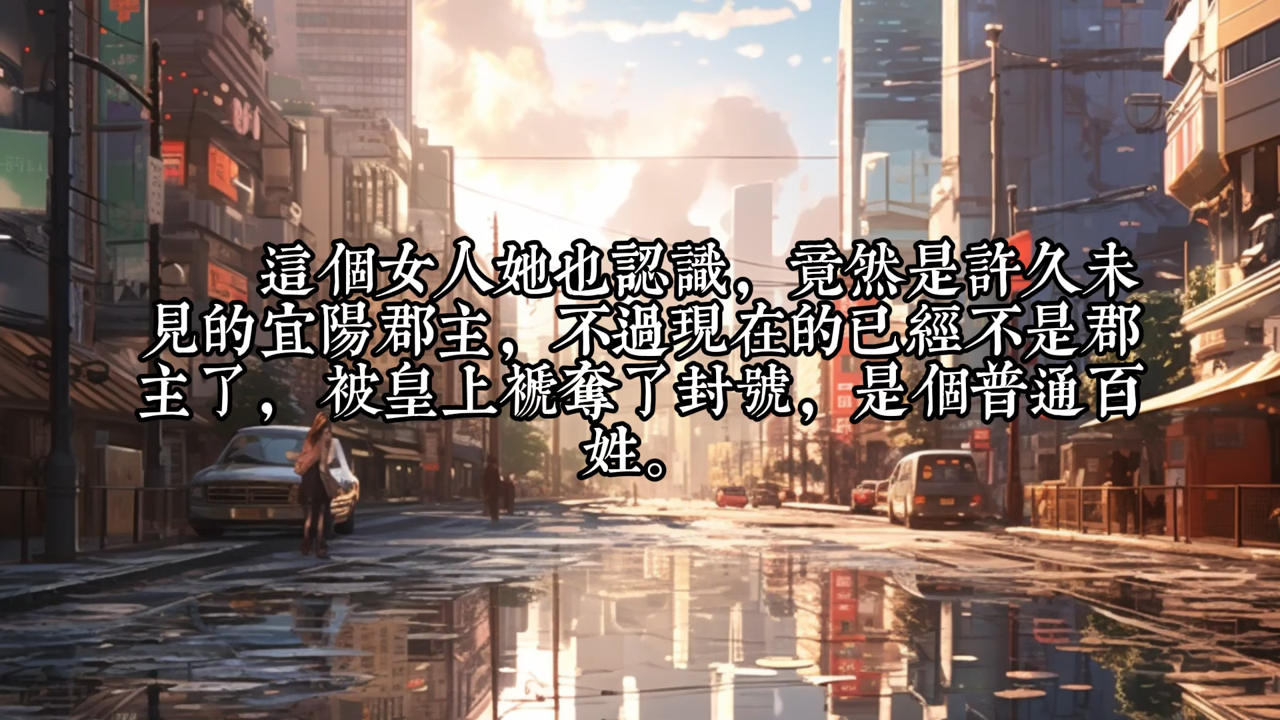 這個女人她也認識，竟然是許久未
見的宜陽郡主，不過現在的已經不是郡
主了，被皇上褫奪了封號，是個普通百
姓。